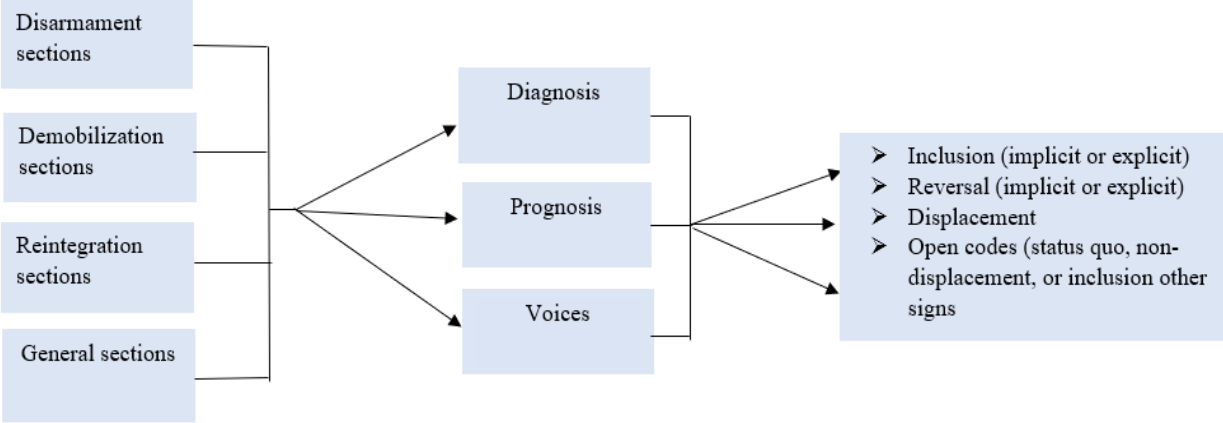 Disarmament
sections
Demobilization
sections
Reintegration
sections
General sections
Diagnosis
Prognosis
Voices
➤ Inclusion (implicit or explicit)
➤ Reversal (implicit or explicit)
➤ Displacement
➤ Open codes (status quo, non-
displacement, or inclusion other
signs